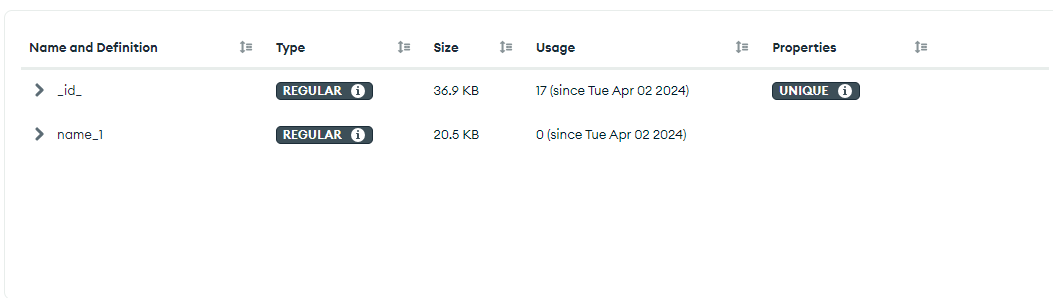 Name and Definition Type Size Usage Properties
_id_ REGULAR 36.9 KB 17 (since Tue Apr 02 2024) UNIQUE
name_1 REGULAR 20.5 KB 0 (since Tue Apr 02 2024)